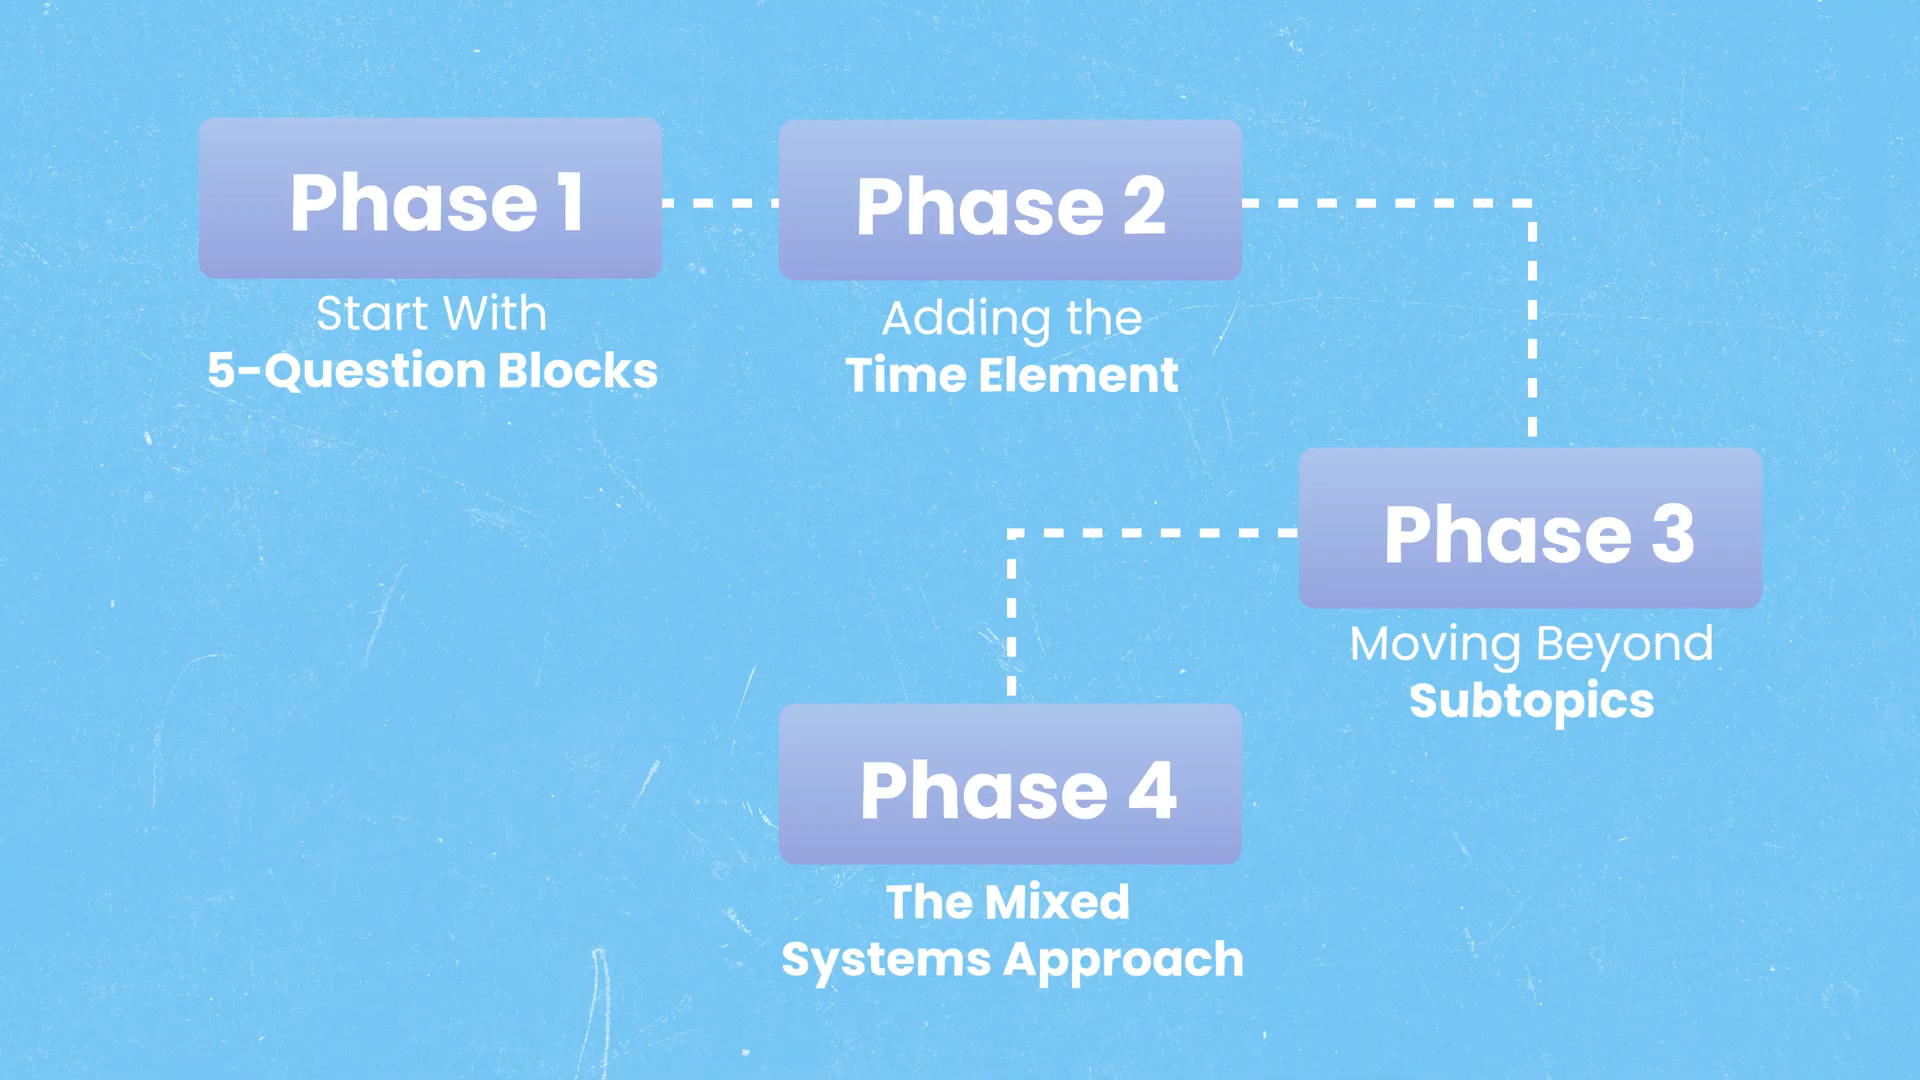 Phase 1
Start With
5-Question Blocks
Phase 2
Adding the
Time Element
Phase 3
Moving Beyond
Subtopics
Phase 4
The Mixed
Systems Approach